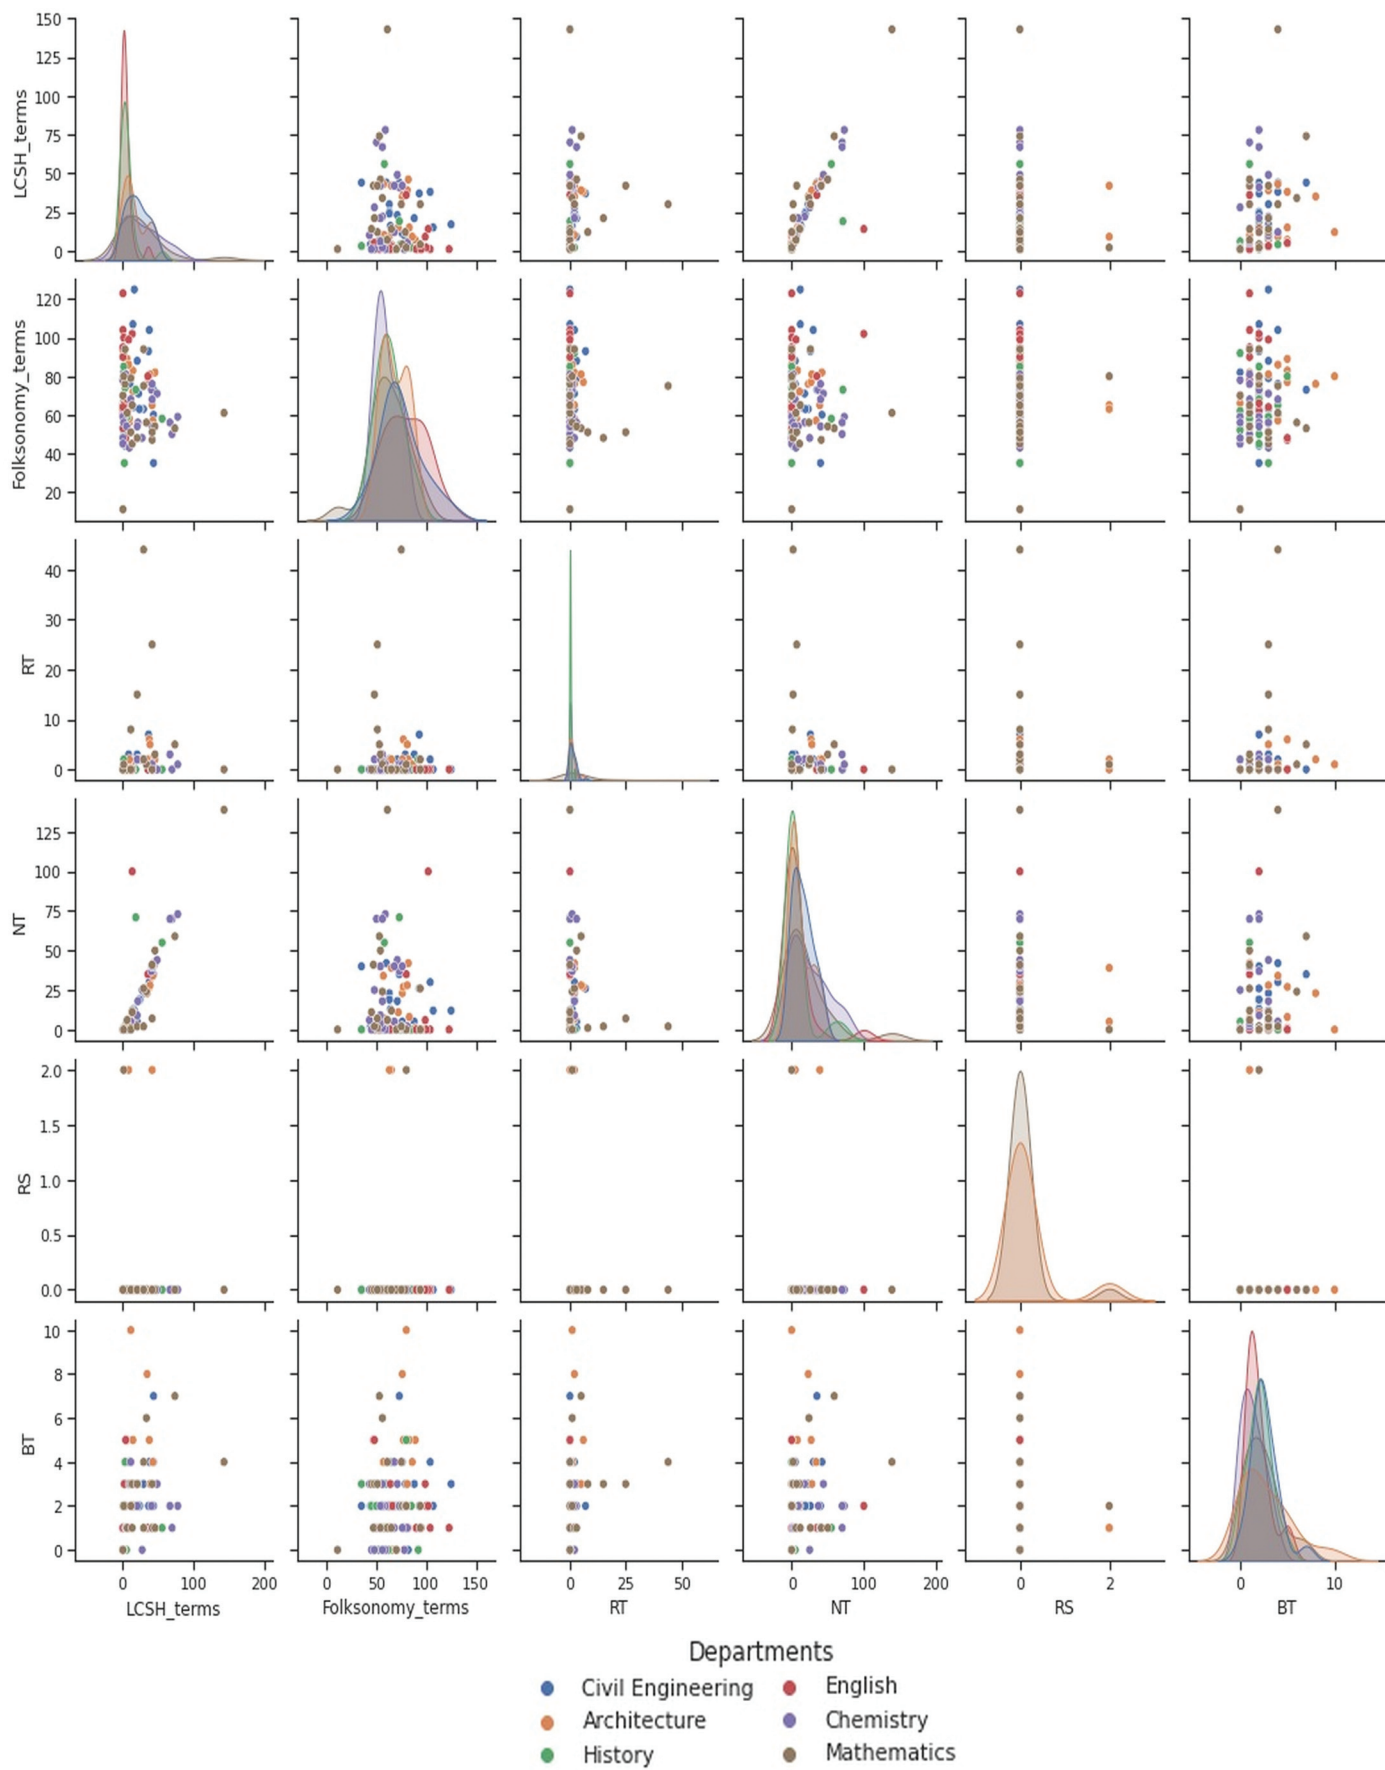 150
125
100
75
50
25
0
LCSH_terms
120
100
80
60
40
20
Folksonomy_terms
40
30
20
10
0
RT
125
100
75
50
25
0
NT
2.0
1.5
1.0
0.5
0.0
RS
10
8
6
4
2
0
BT
0 100 200 0 50 100 150 0 25 50 0 100 200 0 2 0 10
LCSH_terms Folksonomy_terms RT NT RS BT
Departments
Civil Engineering English
Architecture Chemistry
History Mathematics